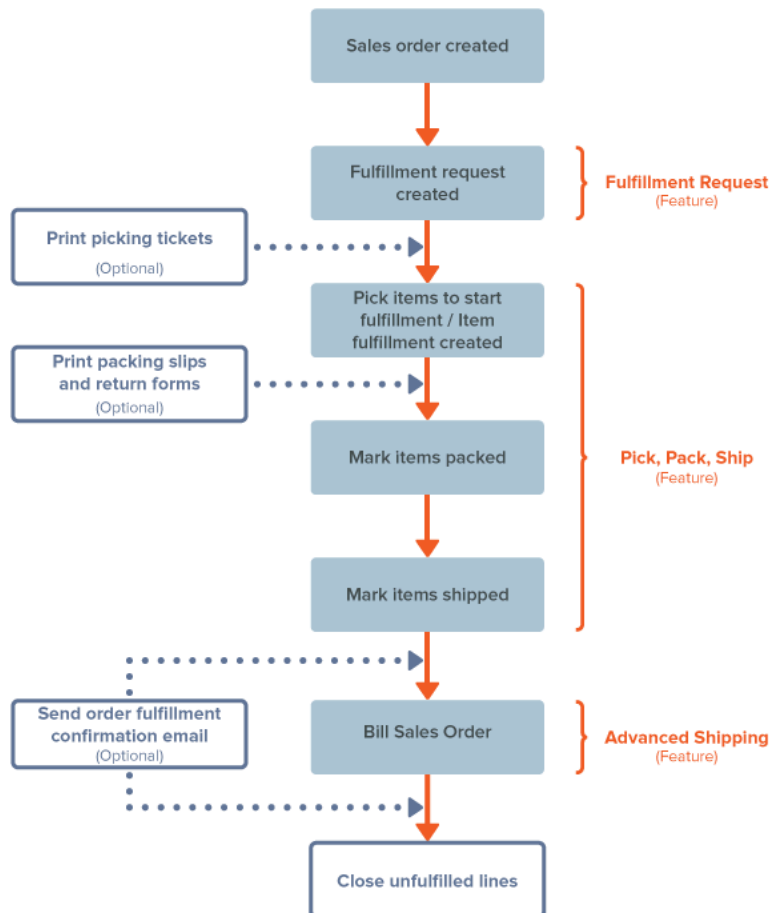 Sales order created
Fulfillment request
created
Fulfillment Request
(Feature)
Print picking tickets
(Optional)
Pick items to start
fulfillment / Item
fulfillment created
Print packing slips
and return forms
(Optional)
Mark items packed
Pick, Pack, Ship
(Feature)
Mark items shipped
Send order fulfillment
confirmation email
(Optional)
Bill Sales Order
Advanced Shipping
(Feature)
Close unfulfilled lines